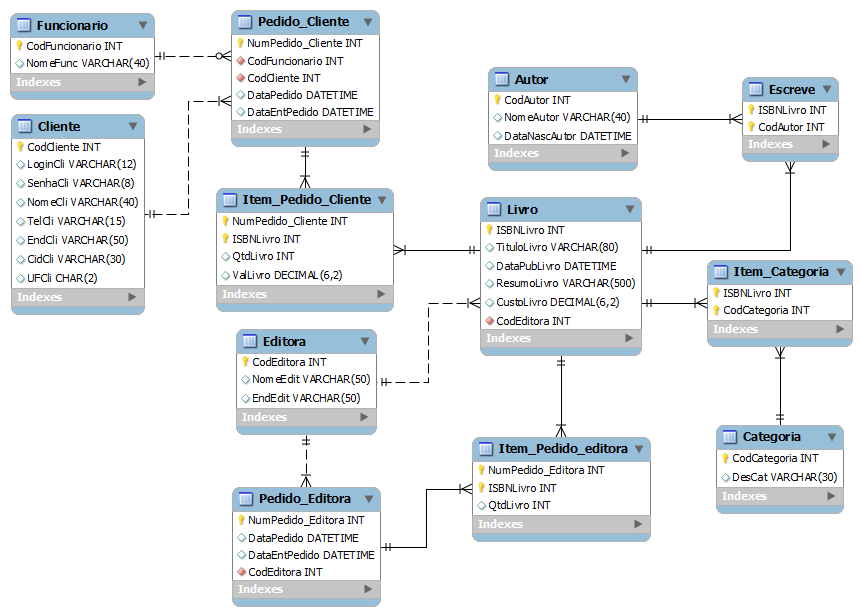 Funcionario
CodFuncionario INT
NomeFunc VARCHAR(40)
Indexes
Pedido_Cliente
NumPedido_Cliente INT
CodFuncionario INT
CodCliente INT
DataPedido DATETIME
DataEntPedido DATETIME
Indexes
Cliente
CodCliente INT
LoginCli VARCHAR(12)
SenhaCli VARCHAR(8)
NomeCli VARCHAR(40)
TelCli VARCHAR(15)
EndCli VARCHAR(50)
CidCli VARCHAR(30)
UFCli CHAR(2)
Indexes
Autor
CodAutor INT
NomeAutor VARCHAR(40)
DataNascAutor DATETIME
Indexes
Escreve
ISBNLivro INT
CodAutor INT
Indexes
Item_Pedido_Cliente
NumPedido_Cliente INT
ISBNLivro INT
QtdLivro INT
ValLivro DECIMAL(6,2)
Indexes
Livro
ISBNLivro INT
TituloLivro VARCHAR(80)
DataPubLivro DATETIME
ResumoLivro VARCHAR(500)
CustoLivro DECIMAL(6,2)
CodEditora INT
Indexes
Item_Categoria
ISBNLivro INT
CodCategoria INT
Indexes
Editora
CodEditora INT
NomeEdit VARCHAR(50)
EndEdit VARCHAR(50)
Indexes
Item_Pedido_editora
NumPedido_Editora INT
ISBNLivro INT
QtdLivro INT
Indexes
Categoria
CodCategoria INT
DesCat VARCHAR(30)
Indexes
Pedido_Editora
NumPedido_Editora INT
DataPedido DATETIME
DataEntPedido DATETIME
CodEditora INT
Indexes